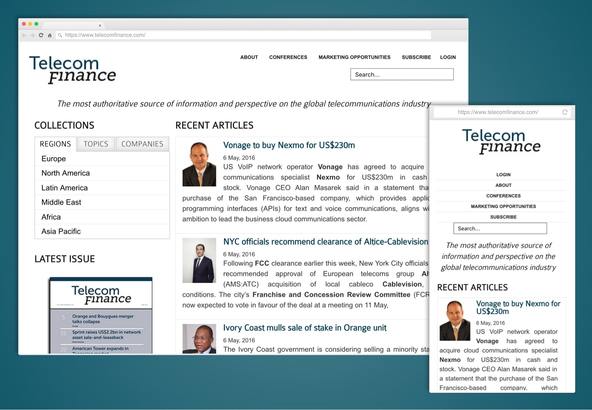 https://www.telecomfinance.com/
Telecom
Finance
ABOUT CONFERENCES MARKETING OPPORTUNITIES SUBSCRIBE LOGIN
Search...
The most authoritative source of information and perspective on the global telecommunications industry
COLLECTIONS
REGIONS TOPICS COMPANIES
Europe
North America
Latin America
Middle East
Africa
Asia Pacific
LATEST ISSUE
Telecom
Finance
Orange and Bouygues merger
talks collapse
Sprint raises US$2.2bn in network
asset sale-and-leaseback
American Tower expands in
RECENT ARTICLES
Vonage to buy Nexmo for US$230m
6 May, 2016
US VoIP network operator Vonage has agreed to acquire
communications specialist Nexmo for US$230m in cash
stock. Vonage CEO Alan Masarek said in a statement tha
purchase of the San Francisco-based company, which provides applic
programming interfaces (APIs) for text and voice communications, aligns w
ambition to lead the business cloud communications sector.
NYC officials recommend clearance of Altice-Cablevision
6 May, 2016
Following FCC clearance earlier this week, New York City officials
recommended approval of European telecoms group Al
(AMS:ATC) acquisition of local cableco Cablevision,
conditions. The city's Franchise and Concession Review Committee (FCR
now expected to vote in favour of the deal at a meeting on 11 May,
Ivory Coast mulls sale of stake in Orange unit
6 May, 2016
The Ivory Coast government is considering selling a minority sta
https://www.telecomfinance.com/
Telecom
Finance
LOGIN
ABOUT
CONFERENCES
MARKETING OPPORTUNITIES
SUBSCRIBE
Search...
The most authoritative source of
information and perspective on the
global telecommunications industry
RECENT ARTICLES
Vonage to buy Nexmo for
US$230m
6 May, 2016
US VoIP network operator
Vonage has agreed to
acquire cloud communications specialist
Nexmo for US$230m in cash and stock.
Vonage CEO Alan Masarek said in a
statement that the purchase of the San
Francisco-based company, which